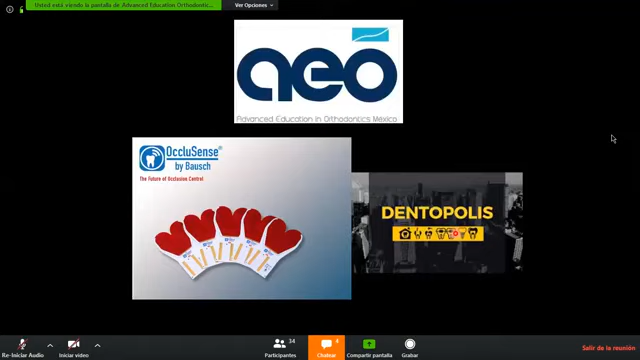 Usted está viendo la pantalla de Advanced Education Orthodontic...
Ver Opciones
aeo
Advanced Education in Orthodontics Mexico
OccluSense®
by Bausch
The Future of Occlusion Control
DENTOPOLIS
34
4
Re-Iniciar Audio
Iniciar video
Participantes
Chatear
Compartir pantalla
Grabar
Salir de la reunión